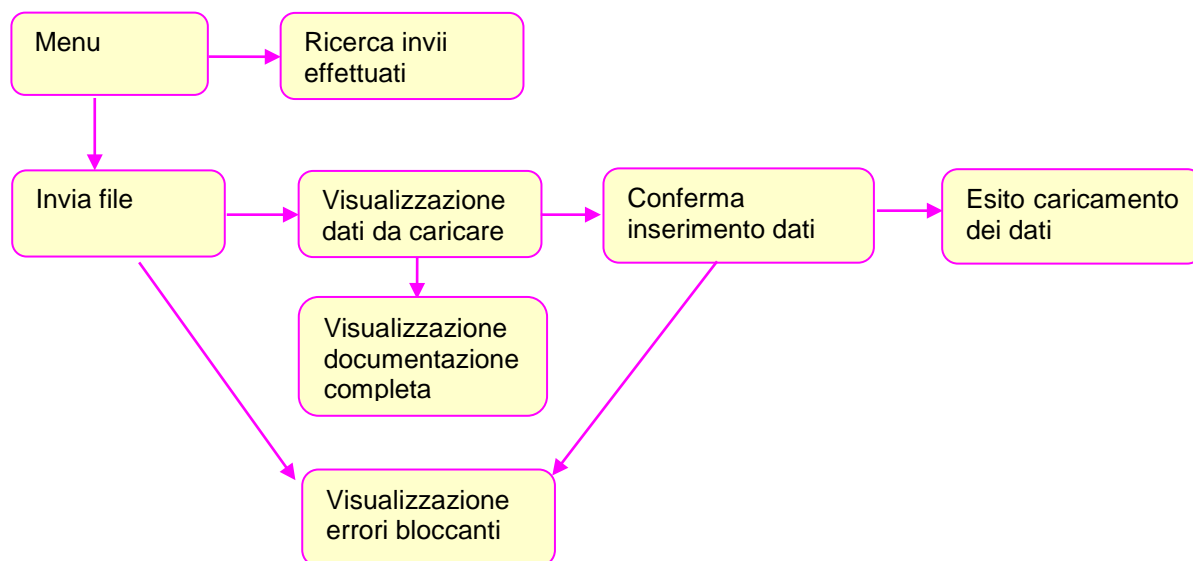 Menu
Ricerca invii
effettuati
Invia file
Visualizzazione
dati da caricare
Conferma
inserimento dati
Esito caricamento
dei dati
Visualizzazione
documentazione
completa
Visualizzazione
errori bloccanti